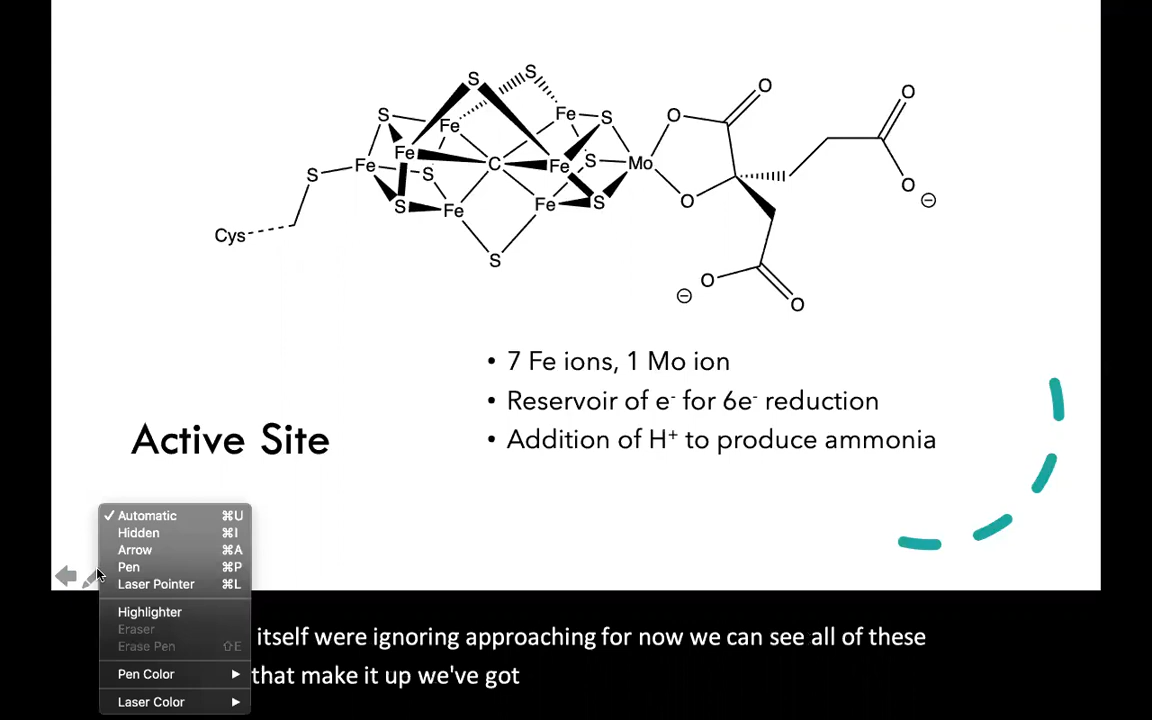 S
S
O
O
O
S
Fe
Fe
S
O
Fe
Fe
C
Fe
S
Mo
S
S
O
⊖
S
Fe
Fe
S
O
Cys
S
O
⊖
O
7 Fe ions, 1 Mo ion
Reservoir of e⁻ for 6e⁻ reduction
Active Site
Addition of H⁺ to produce ammonia
✓ Automatic ⌘U
Hidden ⌘I
Arrow ⌘A
Pen ⌘P
Laser Pointer ⌘L
Highlighter
Eraser
Erase Pen ⇧E
Pen Color
Laser Color
itself were ignoring approaching for now we can see all of these
that make it up we've got